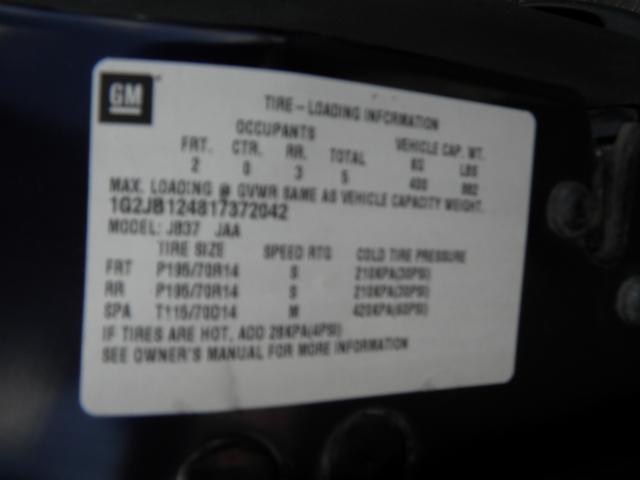 GM
TIRE-LOADING INFORMATION
OCCUPANTS VEHICLE CAP. WT.
FRT. CTR. RR. TOTAL KG LBS
2 0 3 5 400 882
MAX. LOADING @ GVWR SAME AS VEHICLE CAPACITY WEIGHT.
1G2JB124817372042
MODEL: JB37 JAA
TIRE SIZE SPEED RTG COLD TIRE PRESSURE
FRT P195/70R14 S 210KPA(30PSI)
RR P195/70R14 S 210KPA(30PSI)
SPA T115/70D14 M 420KPA(60PSI)
IF TIRES ARE HOT, ADD 28KPA(4PSI)
SEE OWNER'S MANUAL FOR MORE INFORMATION